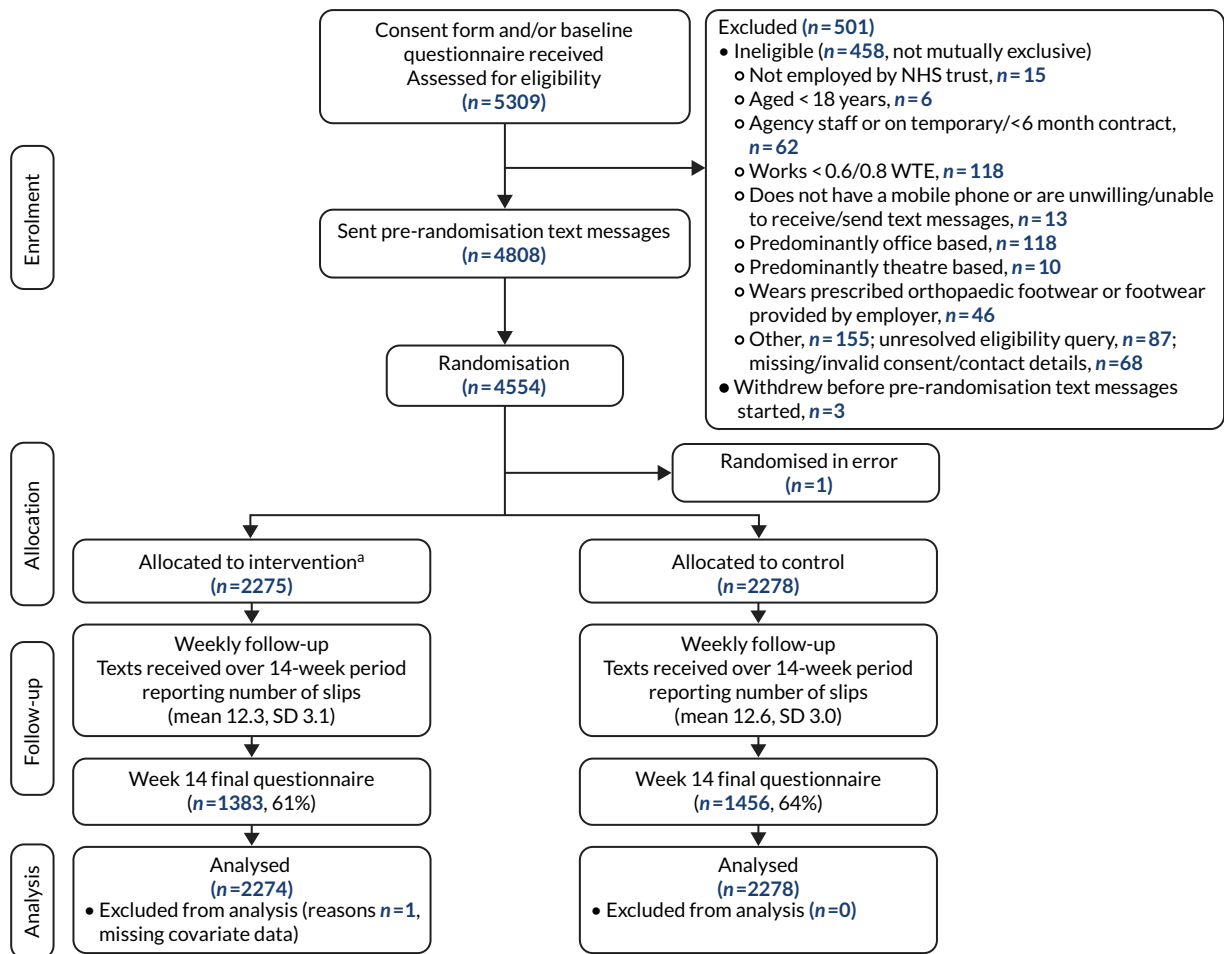 Consent form and/or baseline
questionnaire received
Assessed for eligibility
(n=5309)
Excluded (n=501)
• Ineligible (n=458, not mutually exclusive)
Not employed by NHS trust, n=15
Aged < 18 years, n=6
Agency staff or on temporary/<6 month contract,
n=62
Works < 0.6/0.8 WTE, n=118
Does not have a mobile phone or are unwilling/unable
to receive/send text messages, n=13
Predominantly office based, n=118
Predominantly theatre based, n=10
Wears prescribed orthopaedic footwear or footwear
provided by employer, n=46
Other, n=155; unresolved eligibility query, n=87;
missing/invalid consent/contact details, n=68
• Withdrew before pre-randomisation text messages
started, n=3
Enrolment
Sent pre-randomisation text messages
(n=4808)
Randomisation
(n=4554)
Allocation
Randomised in error
(n=1)
Allocated to interventionᵃ
(n=2275)
Allocated to control
(n=2278)
Follow-up
Weekly follow-up
Texts received over 14-week period
reporting number of slips
(mean 12.3, SD 3.1)
Weekly follow-up
Texts received over 14-week period
reporting number of slips
(mean 12.6, SD 3.0)
Week 14 final questionnaire
(n=1383, 61%)
Week 14 final questionnaire
(n=1456, 64%)
Analysis
Analysed
(n=2274)
• Excluded from analysis (reasons n=1,
missing covariate data)
Analysed
(n=2278)
• Excluded from analysis (n=0)